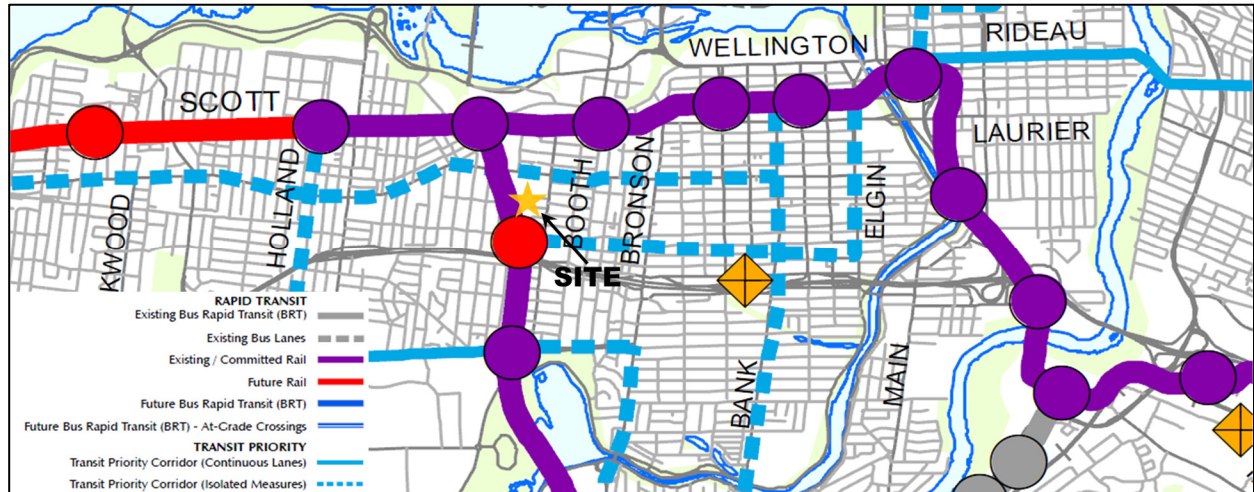 WELLINGTON
RIDEAU
SCOTT
LAURIER
KWOOD
HOLLAND
BOOTH
BRONSON
ELGIN
SITE
BANK
MAIN
RAPID TRANSIT
Existing Bus Rapid Transit (BRT)
Existing Bus Lanes
Existing / Committed Rail
Future Rail
Future Bus Rapid Transit (BRT)
Future Bus Rapid Transit (BRT) - At-Grade Crossings
TRANSIT PRIORITY
Transit Priority Corridor (Continuous Lanes)
Transit Priority Corridor (Isolated Measures)